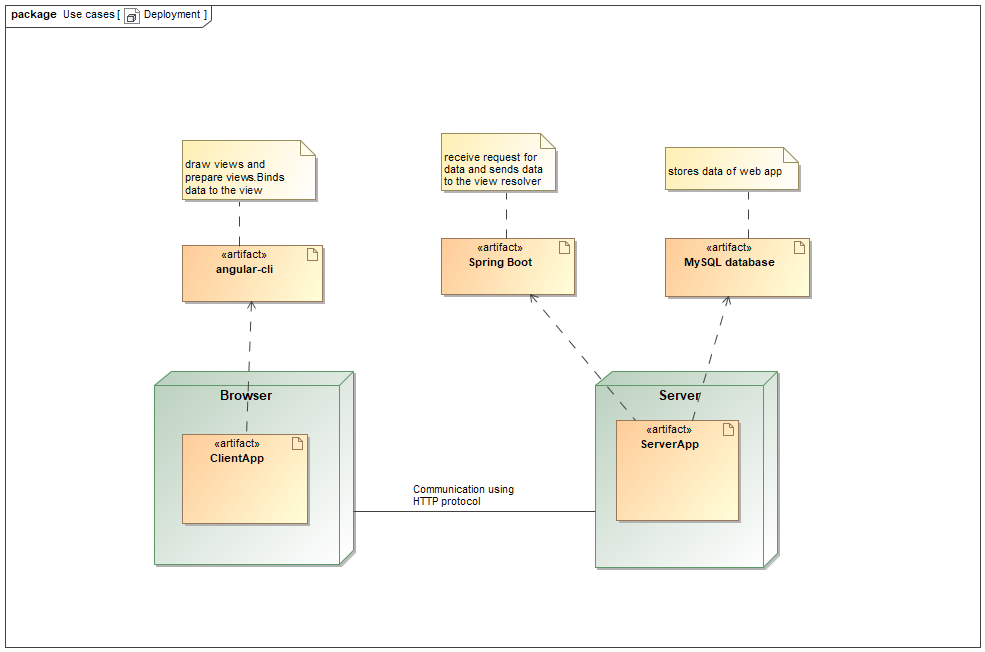 package Use cases [ Deployment ]
draw views and
prepare views.Binds
data to the view
receive request for
data and sends data
to the view resolver
stores data of web app
«artifact»
angular-cli
«artifact»
Spring Boot
«artifact»
MySQL database
Browser
«artifact»
ClientApp
Server
«artifact»
ServerApp
Communication using
HTTP protocol